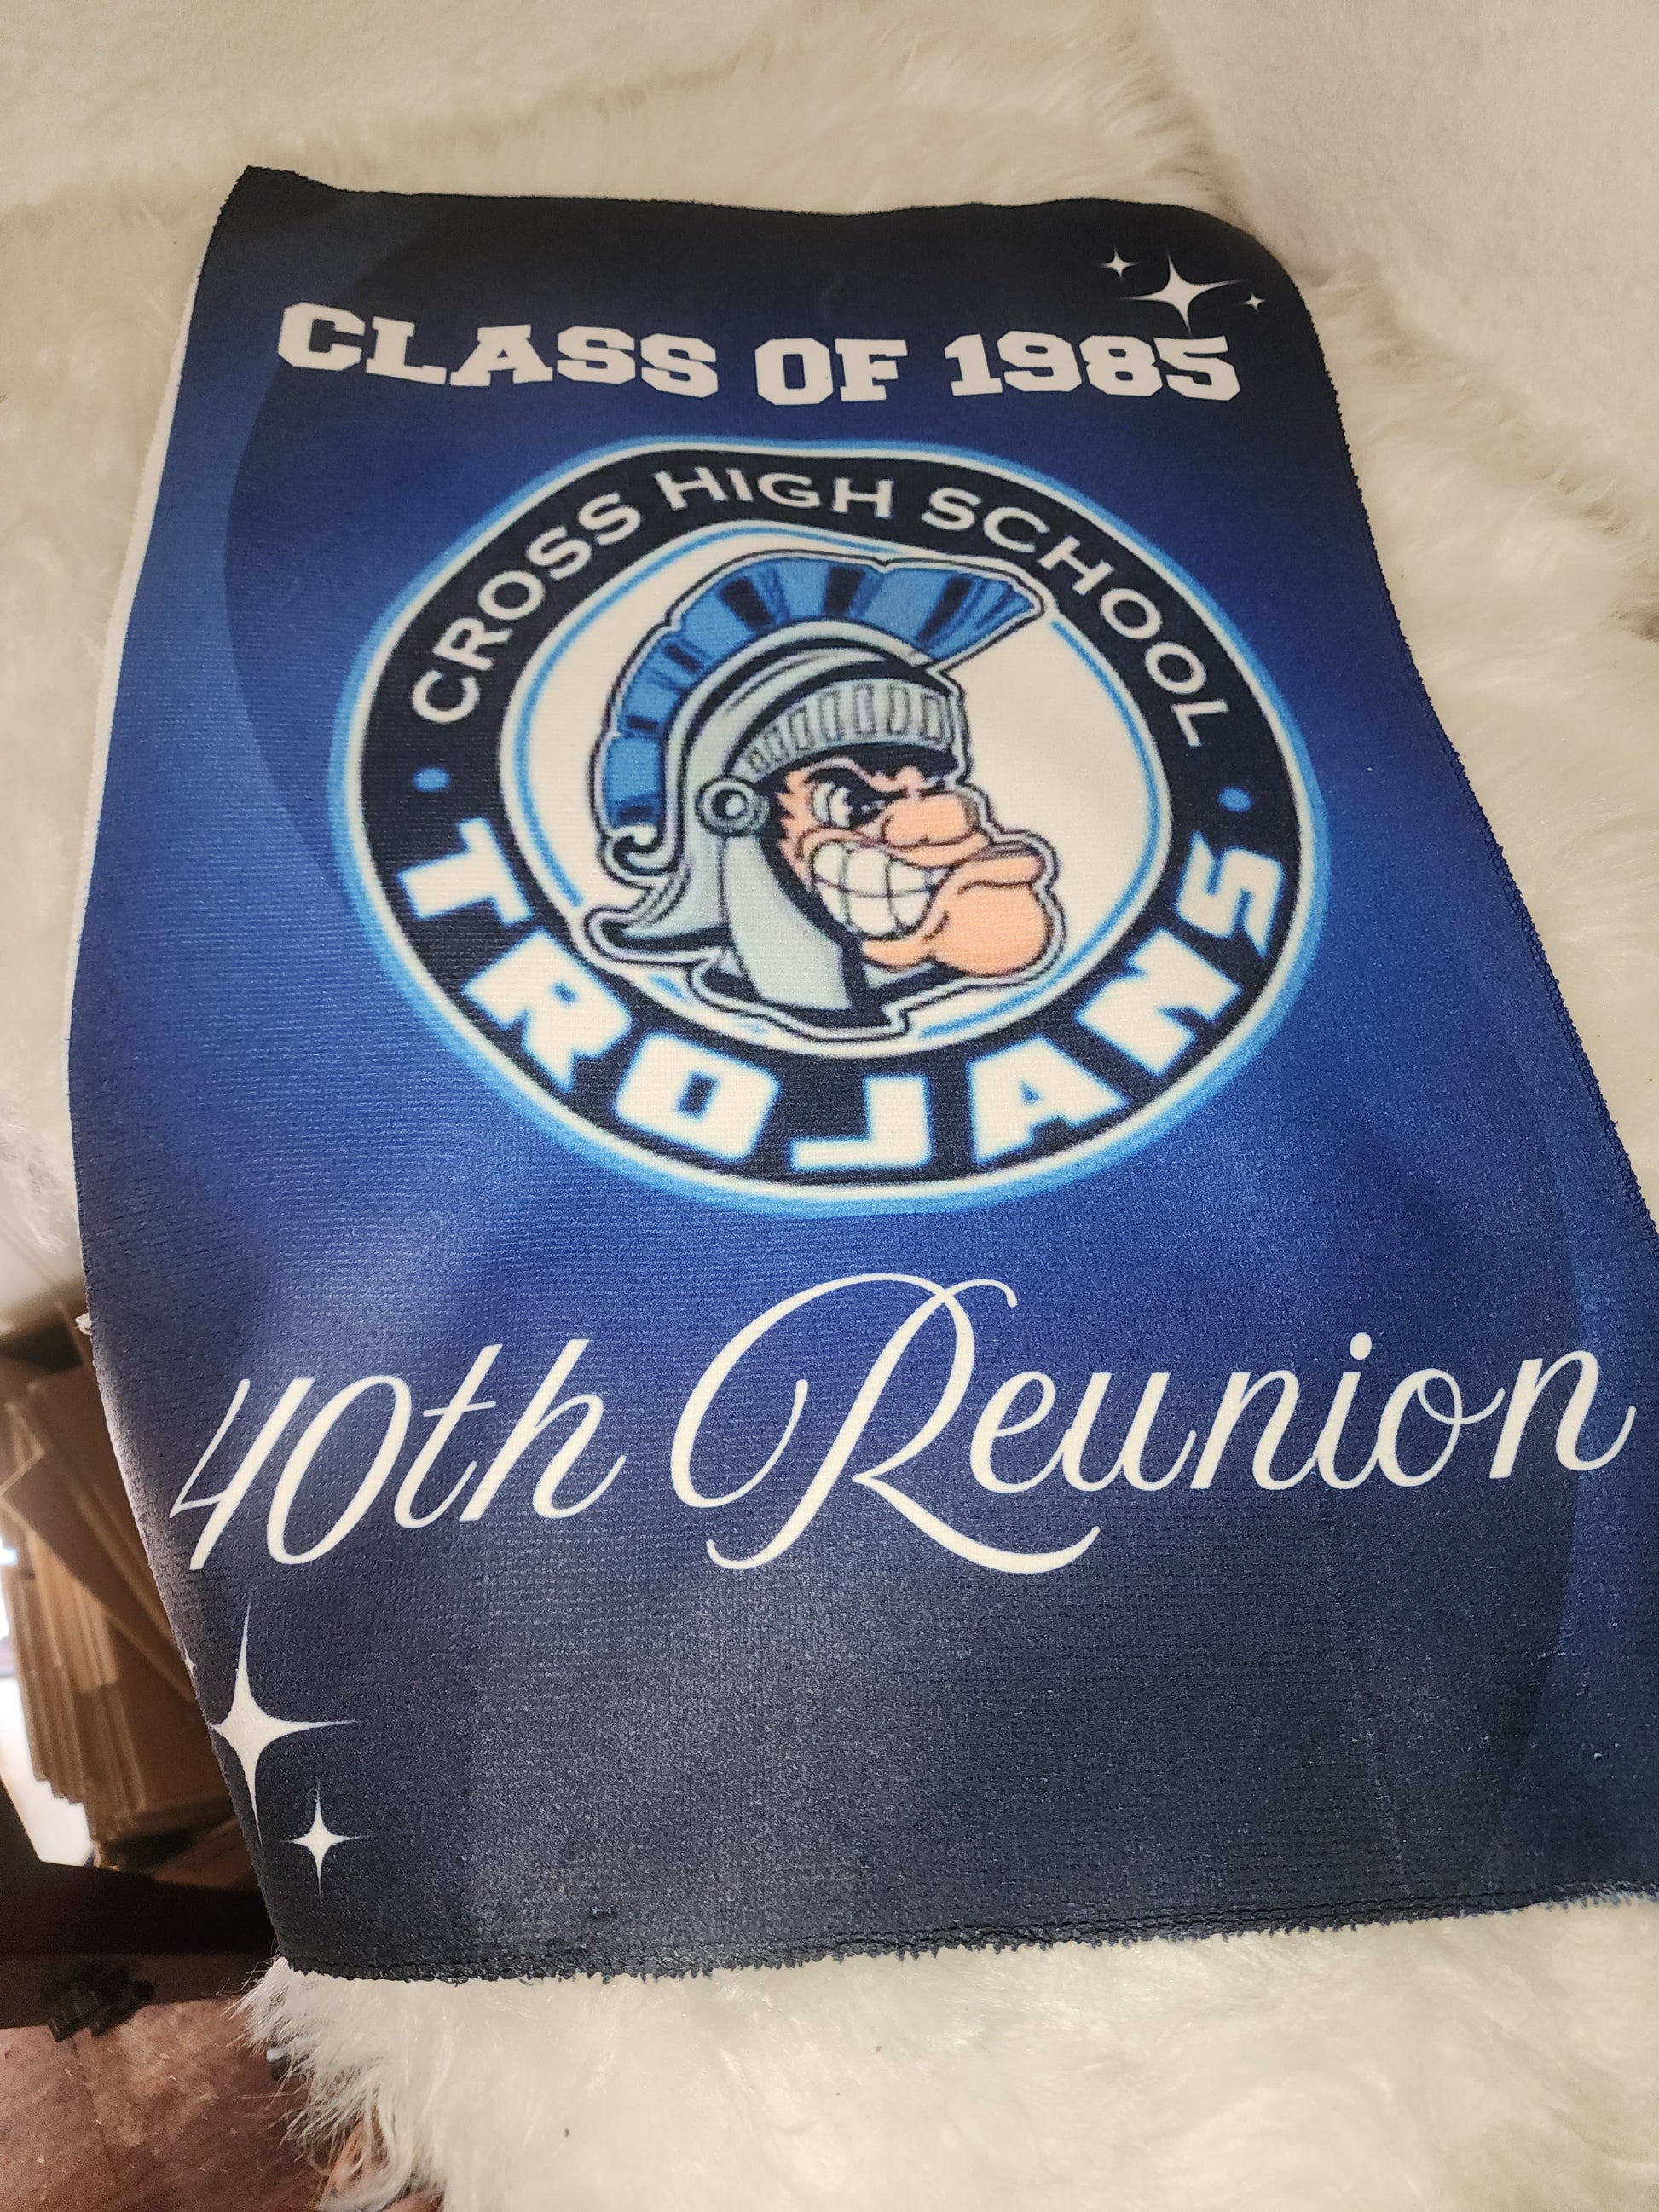 CLASS OF 1985
CROSS HIGH SCHOOL
TROJANS
40th Reunion